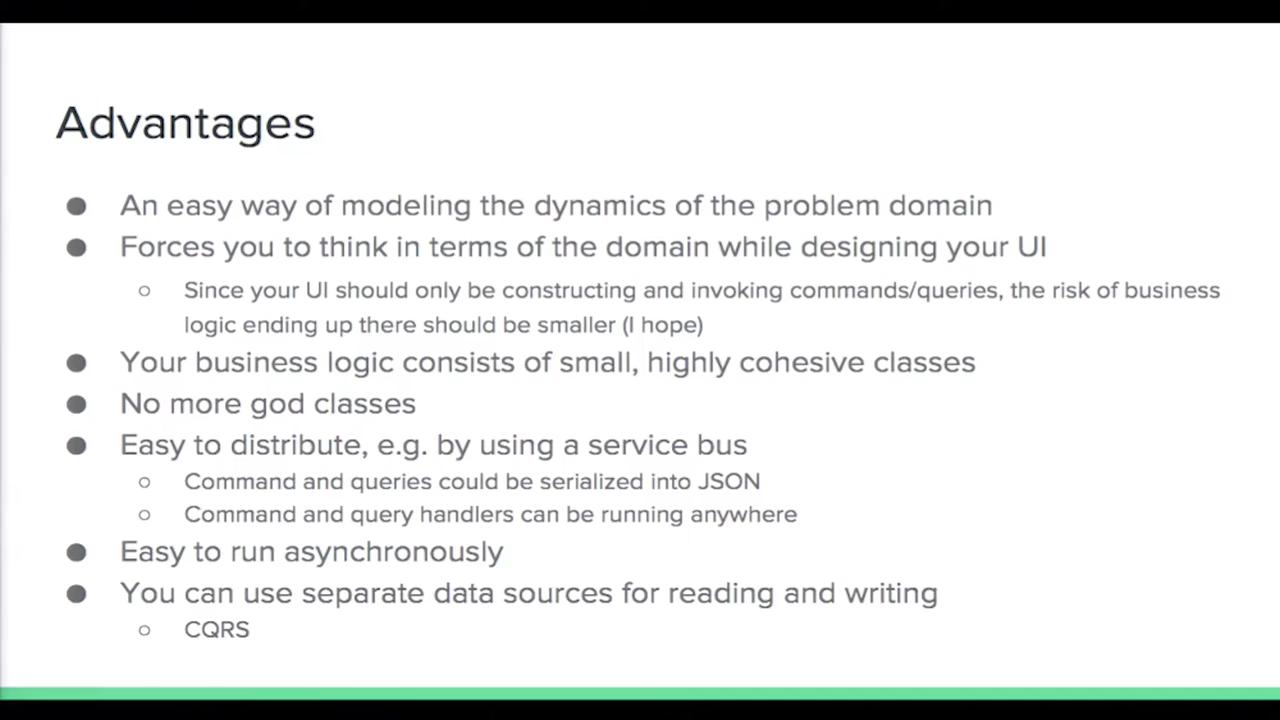 Advantages
● An easy way of modeling the dynamics of the problem domain
● Forces you to think in terms of the domain while designing your UI
○ Since your UI should only be constructing and invoking commands/queries, the risk of business
logic ending up there should be smaller (I hope)
● Your business logic consists of small, highly cohesive classes
● No more god classes
● Easy to distribute, e.g. by using a service bus
○ Command and queries could be serialized into JSON
○ Command and query handlers can be running anywhere
● Easy to run asynchronously
● You can use separate data sources for reading and writing
○ CQRS